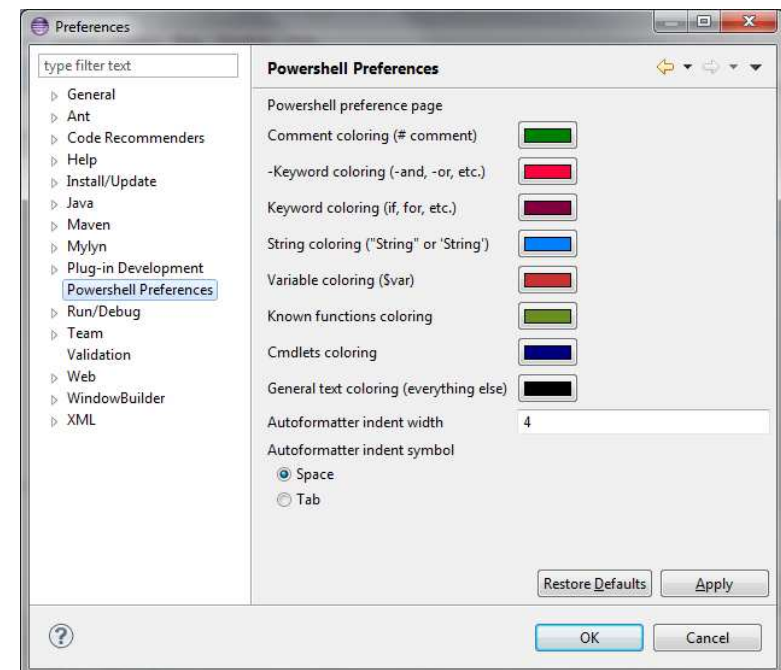 Preferences
type filter text
General
Ant
Code Recommenders
Help
Install/Update
Java
Maven
Mylyn
Plug-in Development
Powershell Preferences
Run/Debug
Team
Validation
Web
WindowBuilder
XML
Powershell Preferences
Powershell preference page
Comment coloring (# comment)
-Keyword coloring (-and, -or, etc.)
Keyword coloring (if, for, etc.)
String coloring ("String" or 'String')
Variable coloring ($var)
Known functions coloring
Cmdlets coloring
General text coloring (everything else)
Autoformatter indent width 4
Autoformatter indent symbol
Space
Tab
Restore Defaults Apply
OK Cancel